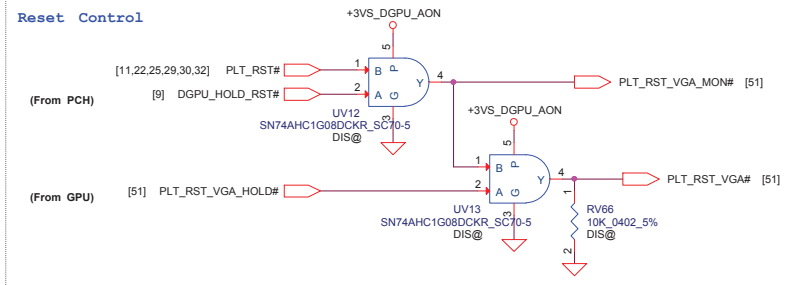 Reset Control
+3VS_DGPU_AON
5
[11,22,25,29,30,32] PLT_RST# 1 B P
Y 4 PLT_RST_VGA_MON# [51]
(From PCH)
[9] DGPU_HOLD_RST# 2 A G
3
UV12
SN74AHC1G08DCKR_SC70-5
DIS@
+3VS_DGPU_AON
5
1 B P
Y 4 PLT_RST_VGA# [51]
(From GPU) [51] PLT_RST_VGA_HOLD# 2 A G
3
1
UV13
SN74AHC1G08DCKR_SC70-5
DIS@
RV66
10K_0402_5%
DIS@
2